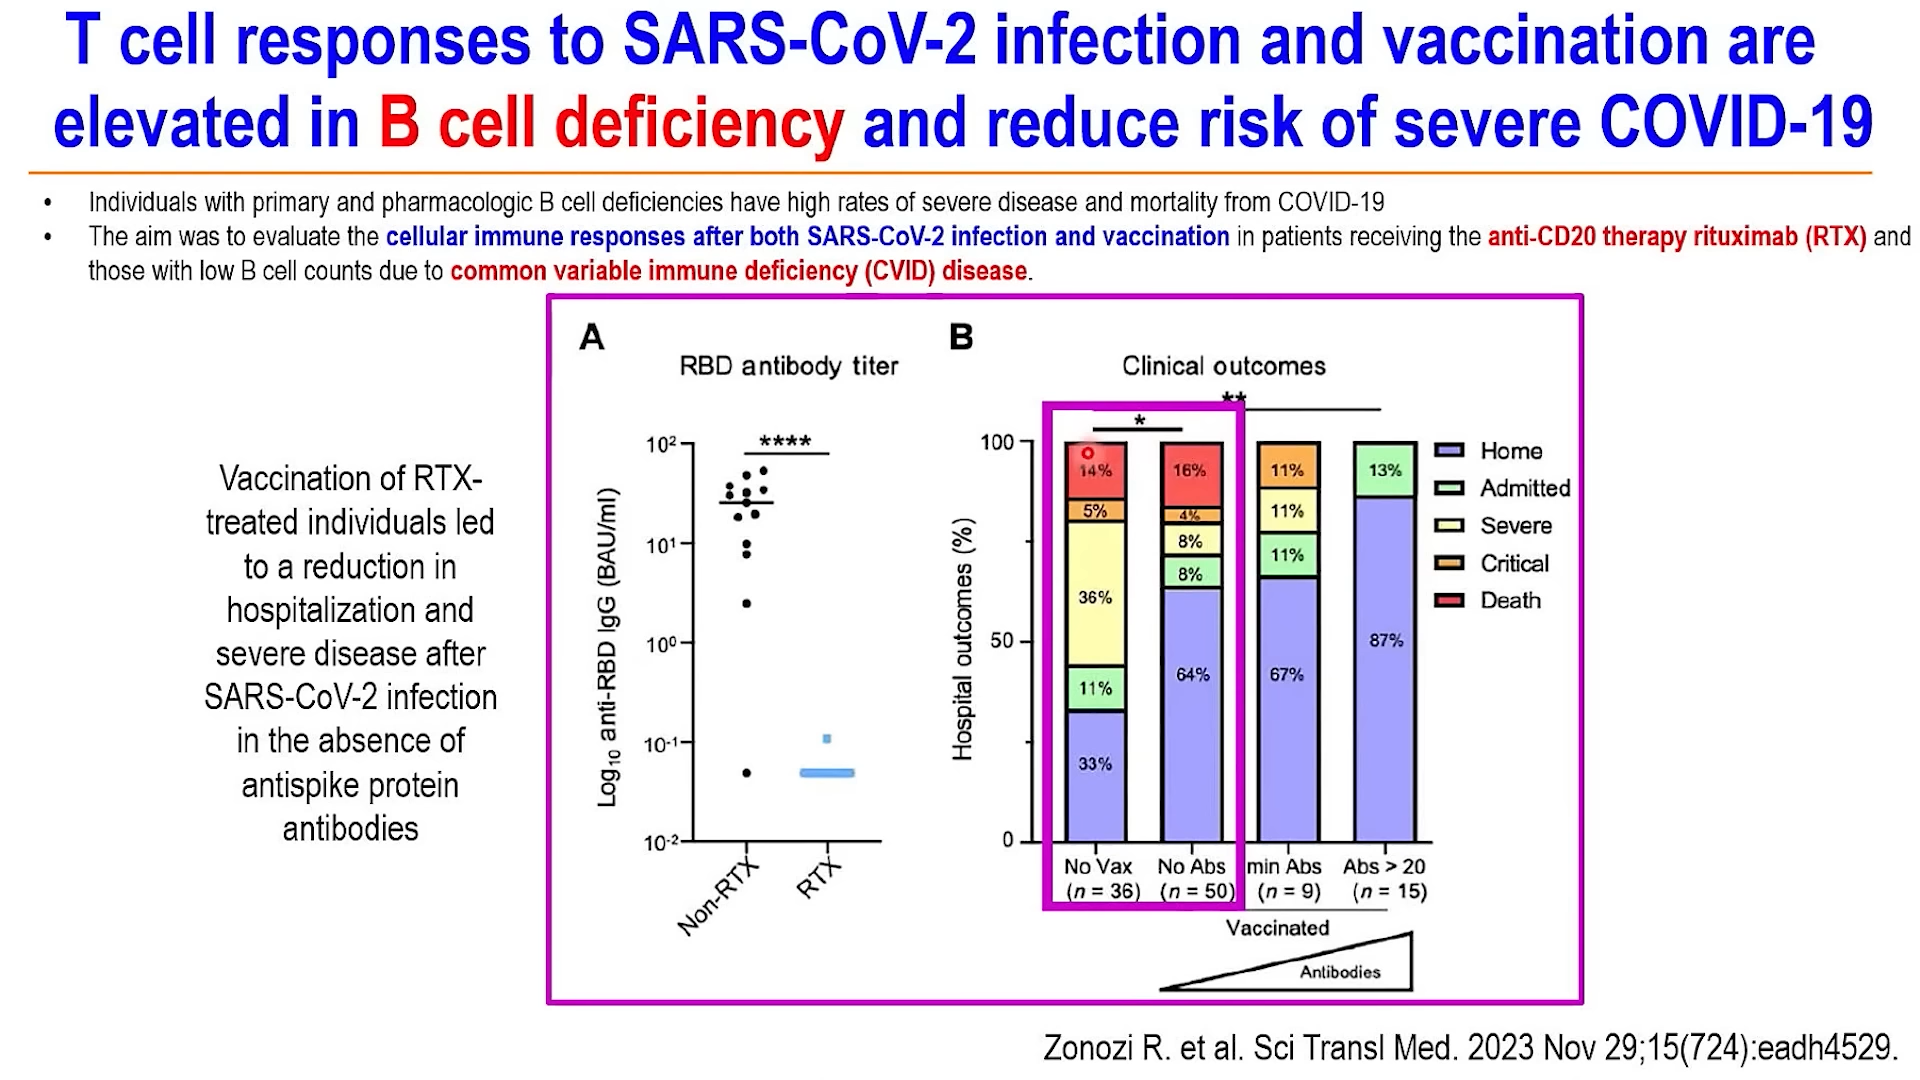 T cell responses to SARS-CoV-2 infection and vaccination are
elevated in B cell deficiency and reduce risk of severe COVID-19
• Individuals with primary and pharmacologic B cell deficiencies have high rates of severe disease and mortality from COVID-19
• The aim was to evaluate the cellular immune responses after both SARS-CoV-2 infection and vaccination in patients receiving the anti-CD20 therapy rituximab (RTX) and
those with low B cell counts due to common variable immune deficiency (CVID) disease.
Vaccination of RTX-
treated individuals led
to a reduction in
hospitalization and
severe disease after
SARS-CoV-2 infection
in the absence of
antispike protein
antibodies
A
RBD antibody titer
****
Log₁₀ anti-RBD IgG (BAU/ml)
10²
10¹
10⁰
10⁻¹
10⁻²
Non-RTX
RTX
B
Clinical outcomes
**
*
Hospital outcomes (%)
100
50
0
14%
5%
36%
11%
33%
16%
4%
8%
8%
64%
11%
11%
11%
67%
13%
87%
No Vax
(n = 36)
No Abs
(n = 50)
min Abs
(n = 9)
Abs > 20
(n = 15)
Vaccinated
Antibodies
Home
Admitted
Severe
Critical
Death
Zonozi R. et al. Sci Transl Med. 2023 Nov 29;15(724):eadh4529.